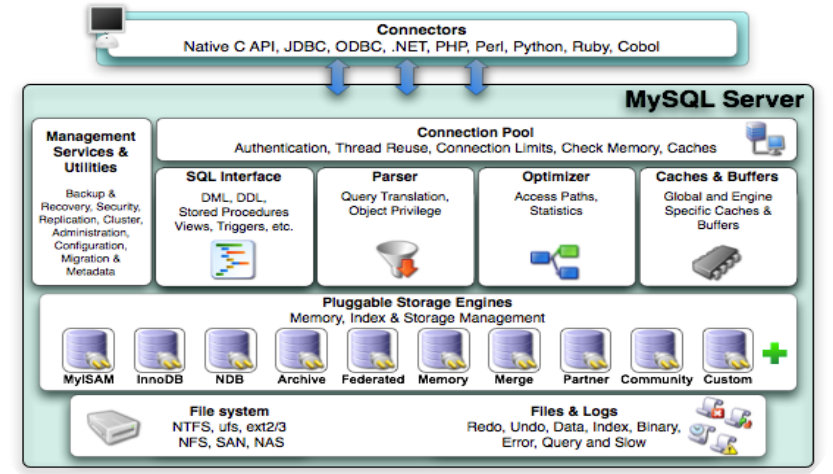 Connectors
Native C API, JDBC, ODBC, .NET, PHP, Perl, Python, Ruby, Cobol
MySQL Server
Management
Services &
Utilities
Backup &
Recovery, Security,
Replication, Cluster,
Administration,
Configuration,
Migration &
Metadata
Connection Pool
Authentication, Thread Reuse, Connection Limits, Check Memory, Caches
SQL Interface
DML, DDL,
Stored Procedures
Views, Triggers, etc.
Parser
Query Translation,
Object Privilege
Optimizer
Access Paths,
Statistics
Caches & Buffers
Global and Engine
Specific Caches &
Buffers
Pluggable Storage Engines
Memory, Index & Storage Management
MyISAM
InnoDB
NDB
Archive
Federated
Memory
Merge
Partner
Community
Custom
File system
NTFS, ufs, ext2/3
NFS, SAN, NAS
Files & Logs
Redo, Undo, Data, Index, Binary,
Error, Query and Slow